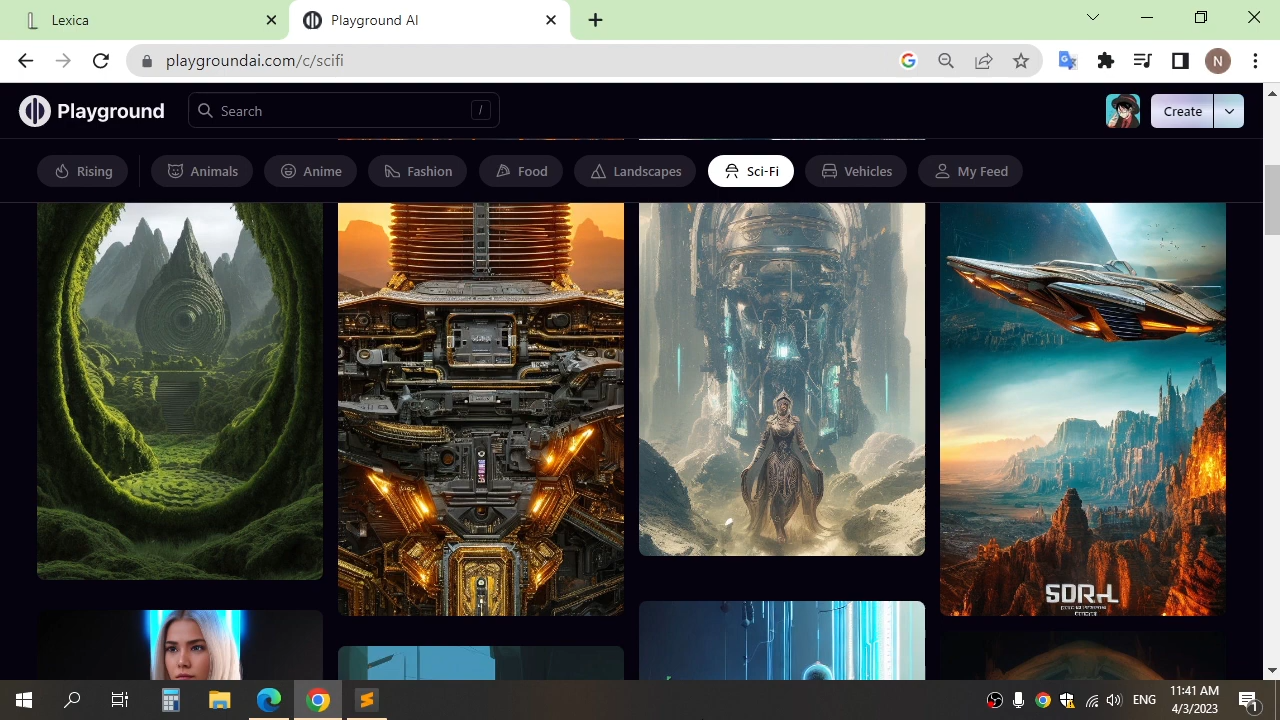 Lexica
Playground AI
playgroundai.com/c/scifi
N
Playground
Search
/
Create
Rising
Animals
Anime
Fashion
Food
Landscapes
Sci-Fi
Vehicles
My Feed
SDR-L
ENG
11:41 AM
4/3/2023
1